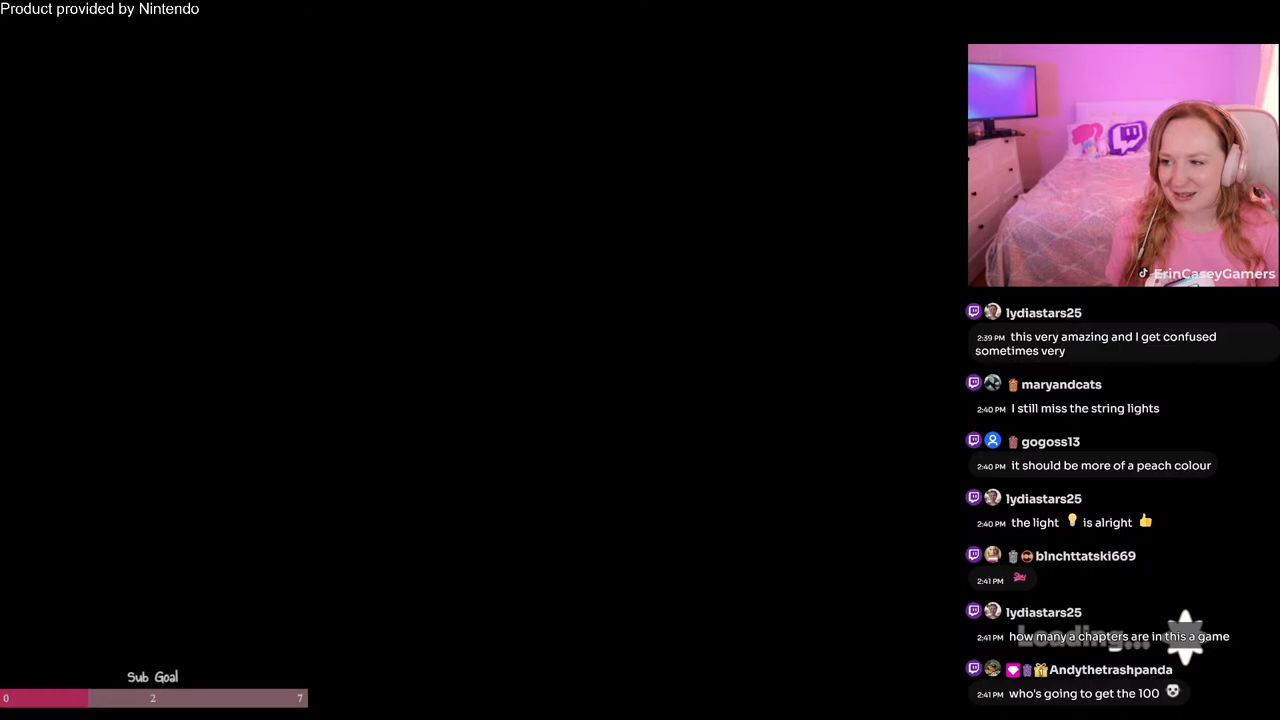 Product provided by Nintendo
ErinCaseyGamers
lydiastars25
2:39 PM this very amazing and I get confused
sometimes very
maryandcats
2:40 PM I still miss the string lights
gogoss13
2:40 PM it should be more of a peach colour
lydiastars25
2:40 PM the light 💡 is alright 👍
blnchttatski669
2:41 PM
lydiastars25
2:41 PM how many a chapters are in this a game
Loading...
Andythetrashpanda
2:41 PM who's going to get the 100
Sub Goal
0 2 7